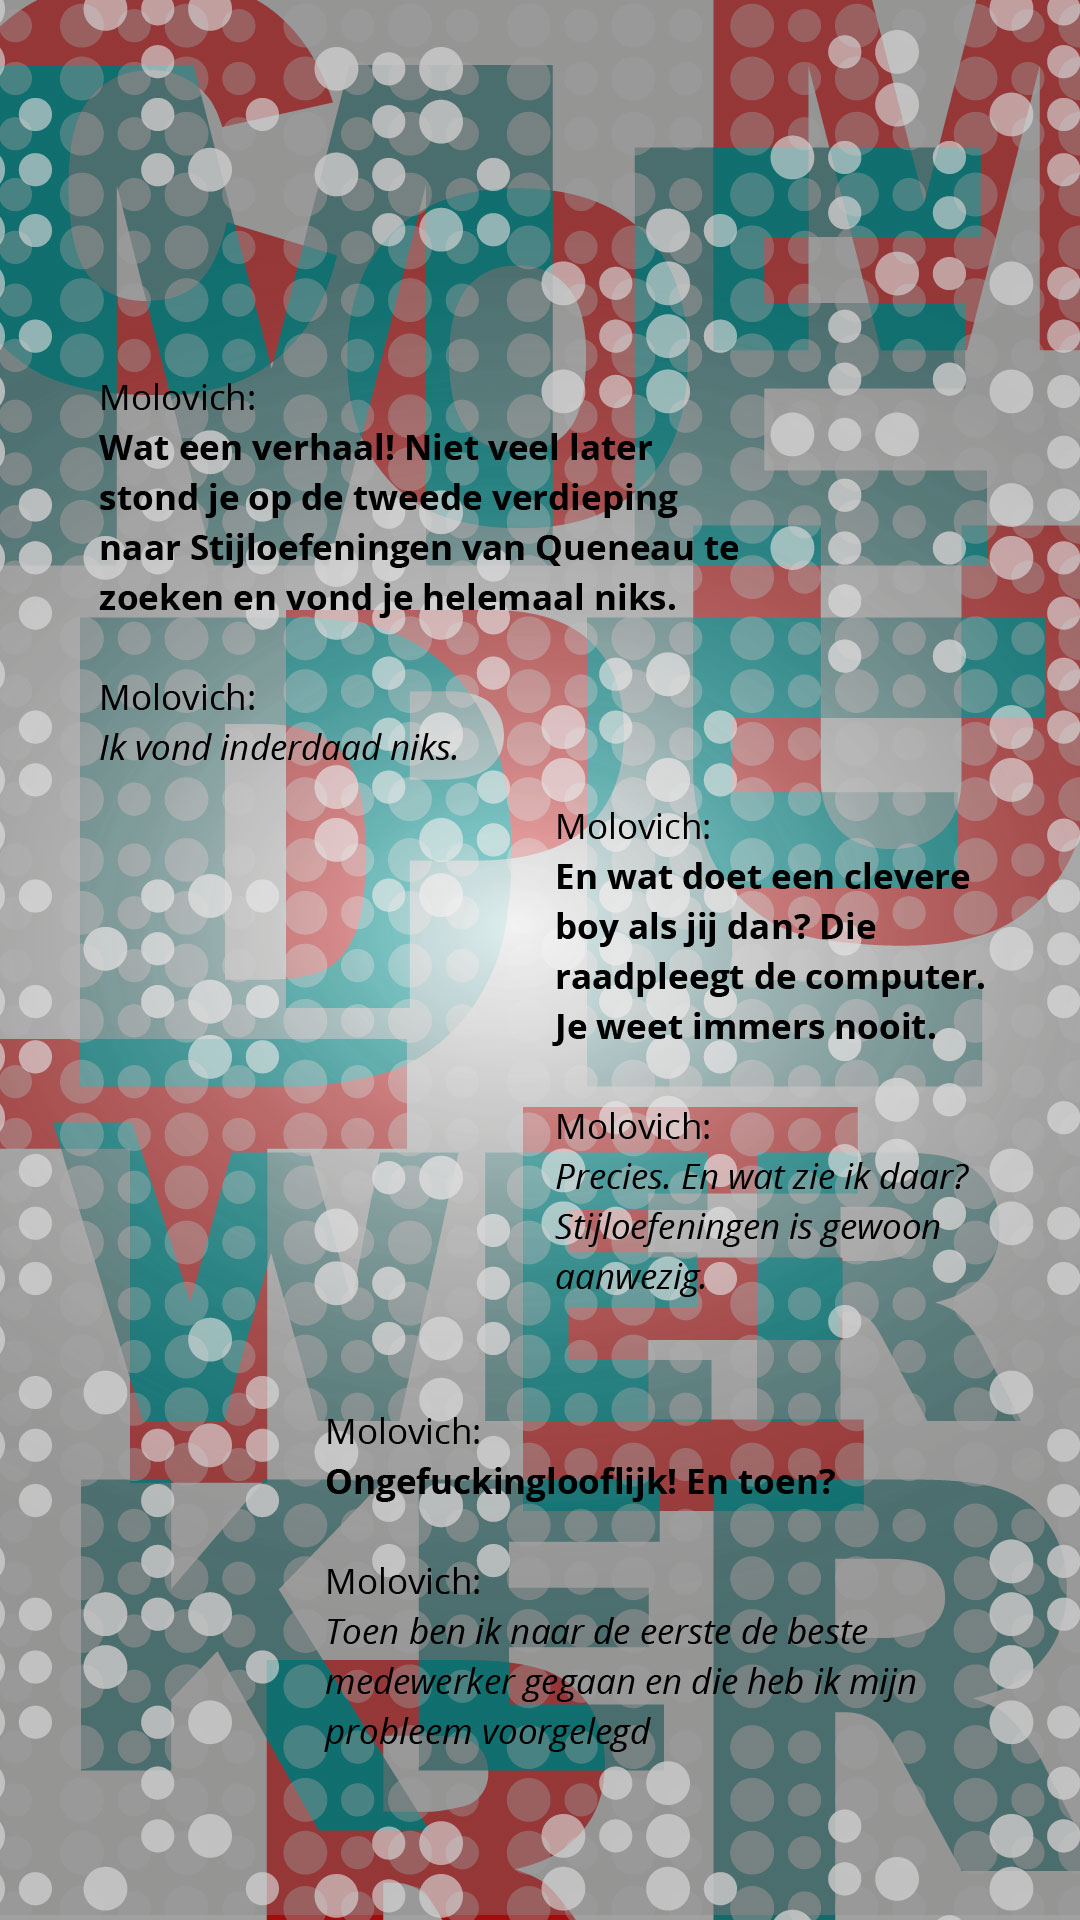 Molovich:
Wat een verhaal! Niet veel later
stond je op de tweede verdieping
naar Stijloefeningen van Queneau te
zoeken en vond je helemaal niks.
Molovich:
Ik vond inderdaad niks.
Molovich:
En wat doet een clevere
boy als jij dan? Die
raadpleegt de computer.
Je weet immers nooit.
Molovich:
Precies. En wat zie ik daar?
Stijloefeningen is gewoon
aanwezig.
Molovich:
Ongefuckinglooflijk! En toen?
Molovich:
Toen ben ik naar de eerste de beste
medewerker gegaan en die heb ik mijn
probleem voorgelegd